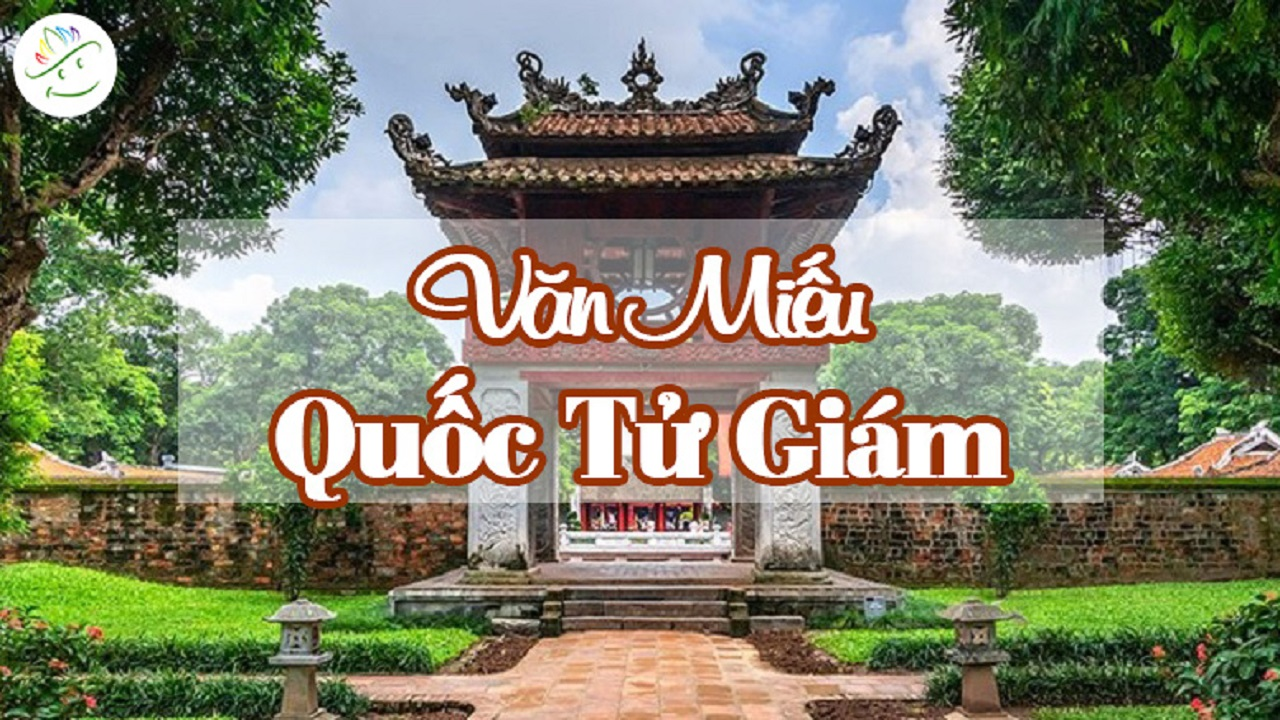 Văn Miếu
Quốc Tử Giám